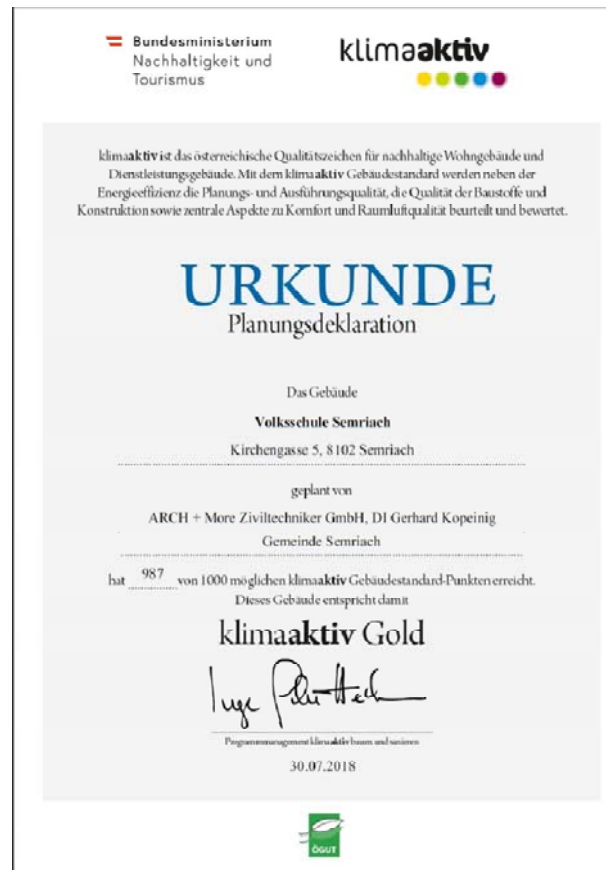 Bundesministerium
Nachhaltigkeit und
Tourismus
klimaaktiv
klimaaktiv ist das österreichische Qualitätszeichen für nachhaltige Wohngebäude und
Dienstleistungsgebäude. Mit dem klimaaktiv Gebäudestandard werden neben der
Energieeffizienz die Planungs- und Ausführungsqualität, die Qualität der Baustoffe und
Konstruktion sowie zentrale Aspekte zu Komfort und Raumluftqualität beurteilt und bewertet.
URKUNDE
Planungsdeklaration
Das Gebäude
Volksschule Semriach
Kirchengasse 5, 8102 Semriach
geplant von
ARCH + More Ziviltechniker GmbH, DI Gerhard Kopeinig
Gemeinde Semriach
hat 987 von 1000 möglichen klimaaktiv Gebäudestandard-Punkten erreicht.
Dieses Gebäude entspricht damit
klimaaktiv Gold
Programmmanagement klimaaktiv bauen und sanieren
30.07.2018
ÖGUT